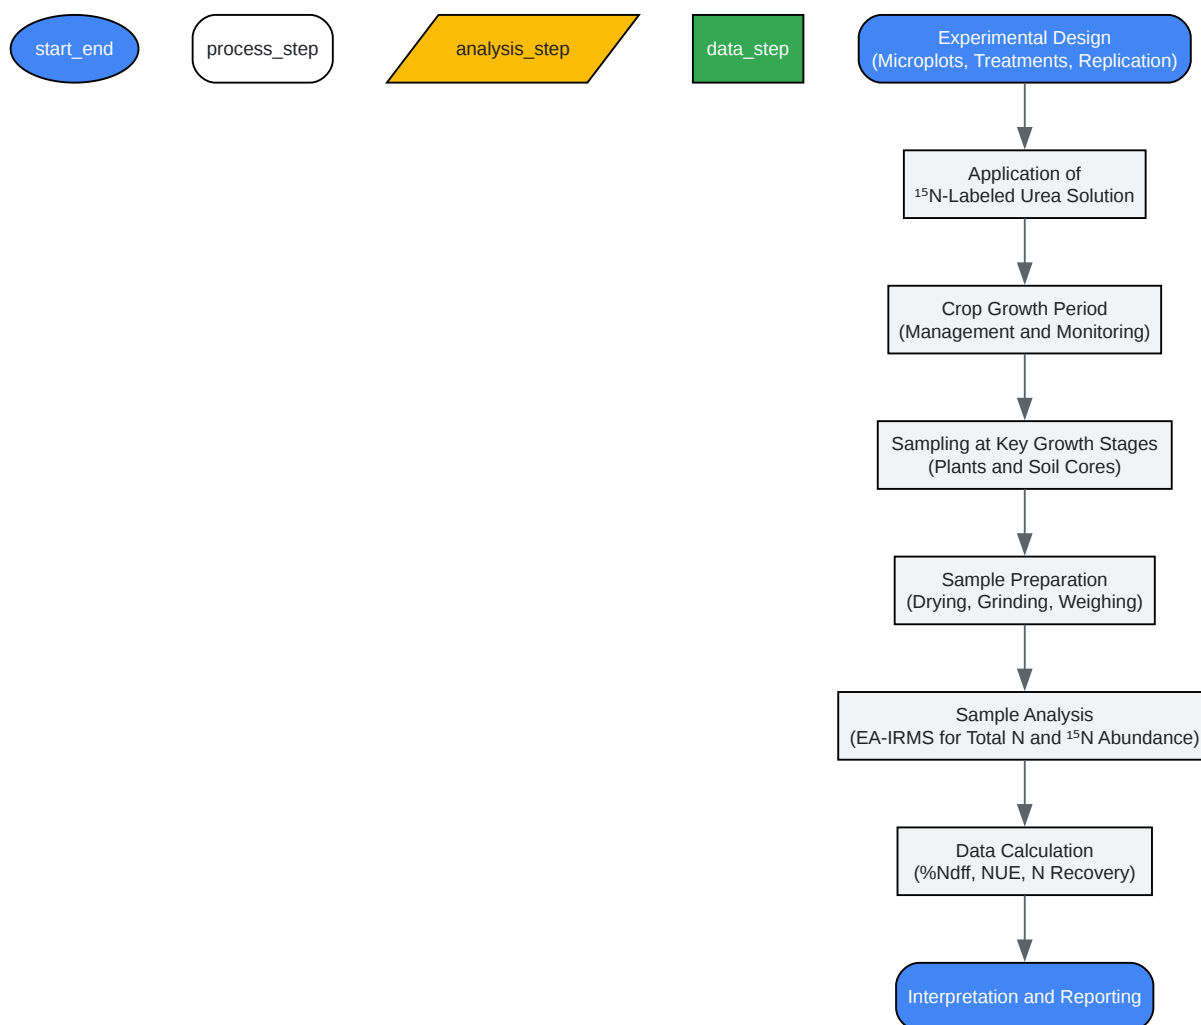 start_end
process_step
analysis_step
data_step
Experimental Design
(Microplots, Treatments, Replication)
Application of
¹⁵N-Labeled Urea Solution
Crop Growth Period
(Management and Monitoring)
Sampling at Key Growth Stages
(Plants and Soil Cores)
Sample Preparation
(Drying, Grinding, Weighing)
Sample Analysis
(EA-IRMS for Total N and ¹⁵N Abundance)
Data Calculation
(%Ndff, NUE, N Recovery)
Interpretation and Reporting